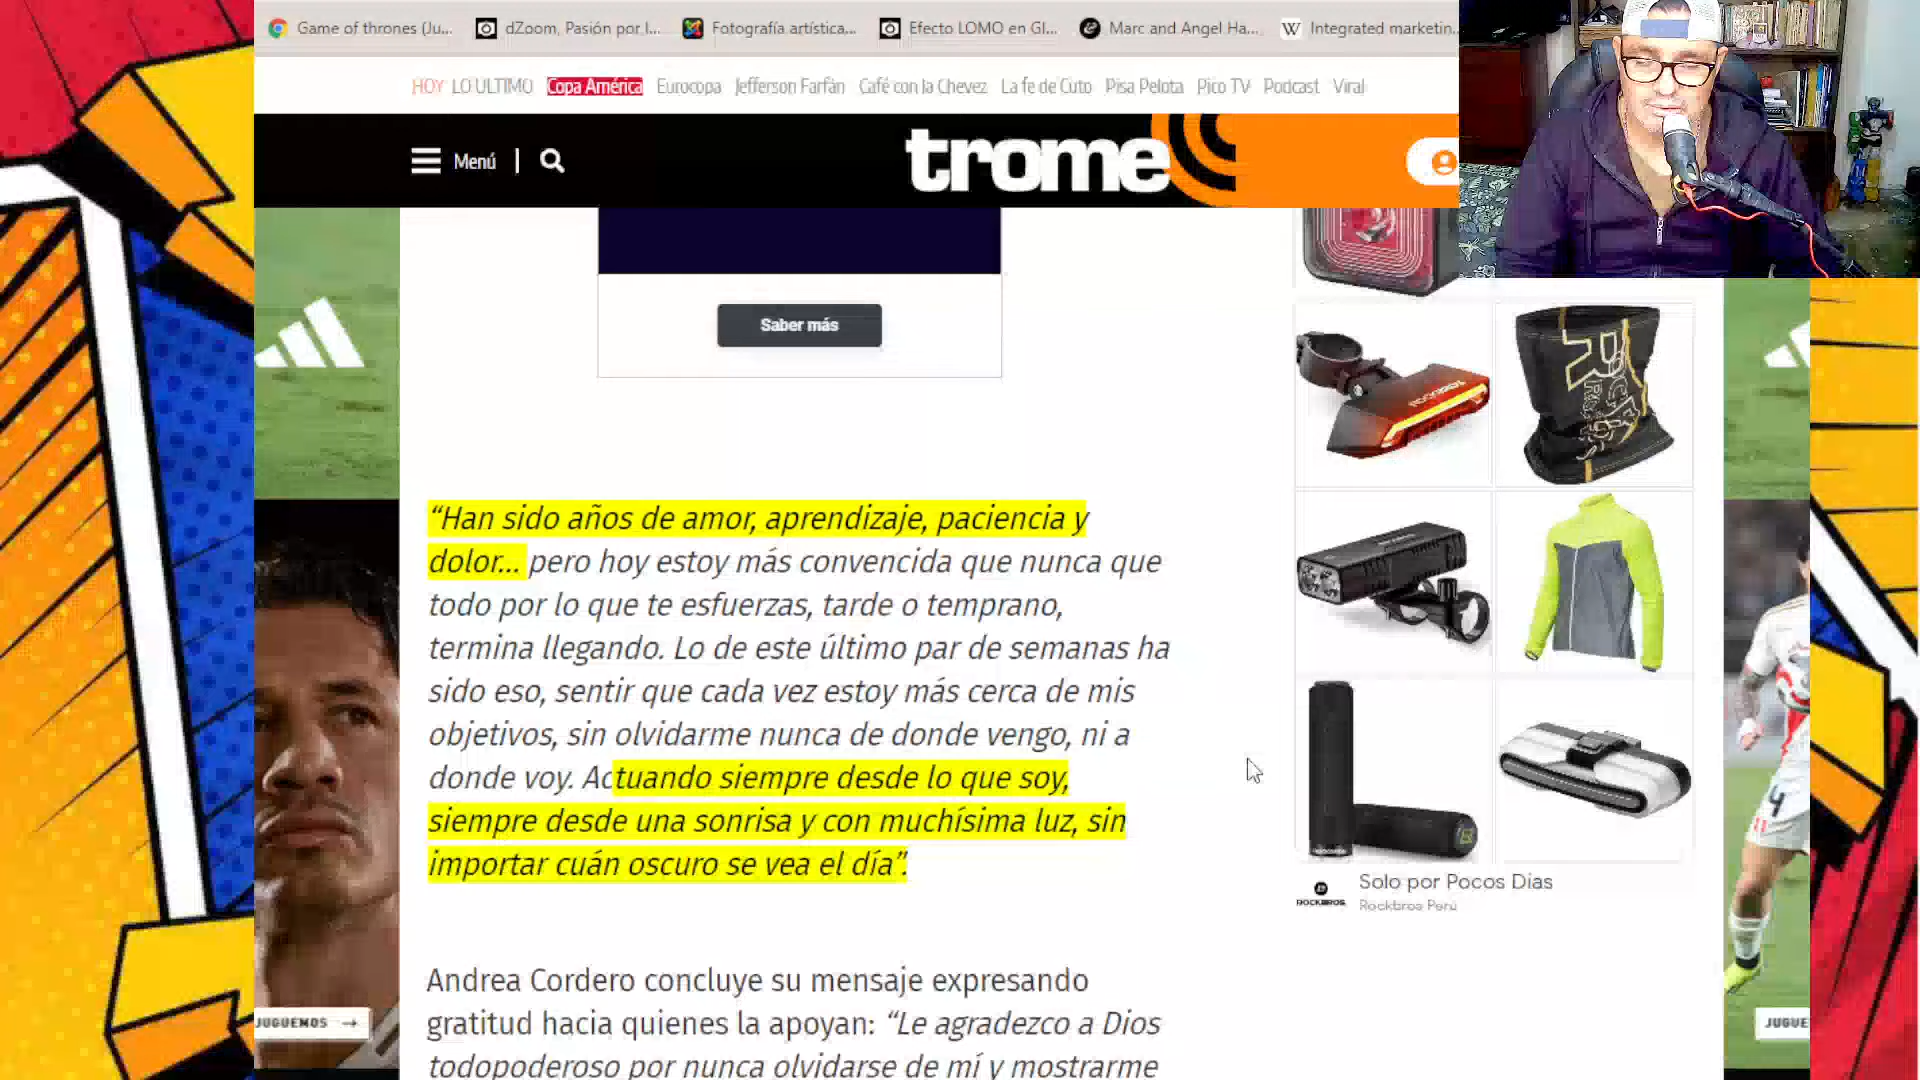 Game of thrones (Ju...
dZoom, Pasión por l...
Fotografía artística...
Efecto LOMO en GI...
Marc and Angel Ha...
Integrated marketin...
HOY LO ÚLTIMO Copa América Eurocopa Jefferson Farfán Café con la Chevez La fe de Cuto Pisa Pelota Pico TV Podcast Viral
Menú
trome
Saber más
“Han sido años de amor, aprendizaje, paciencia y
dolor... pero hoy estoy más convencida que nunca que
todo por lo que te esfuerzas, tarde o temprano,
termina llegando. Lo de este último par de semanas ha
sido eso, sentir que cada vez estoy más cerca de mis
objetivos, sin olvidarme nunca de donde vengo, ni a
donde voy. Actuando siempre desde lo que soy,
siempre desde una sonrisa y con muchísima luz, sin
importar cuán oscuro se vea el día”.
Andrea Cordero concluye su mensaje expresando
gratitud hacia quienes la apoyan: “Le agradezco a Dios
todopoderoso por nunca olvidarse de mí y mostrarme
ROCKBROS
Solo por Pocos Días
Rockbros Perú
JUGUEMOS
JUGUE
4